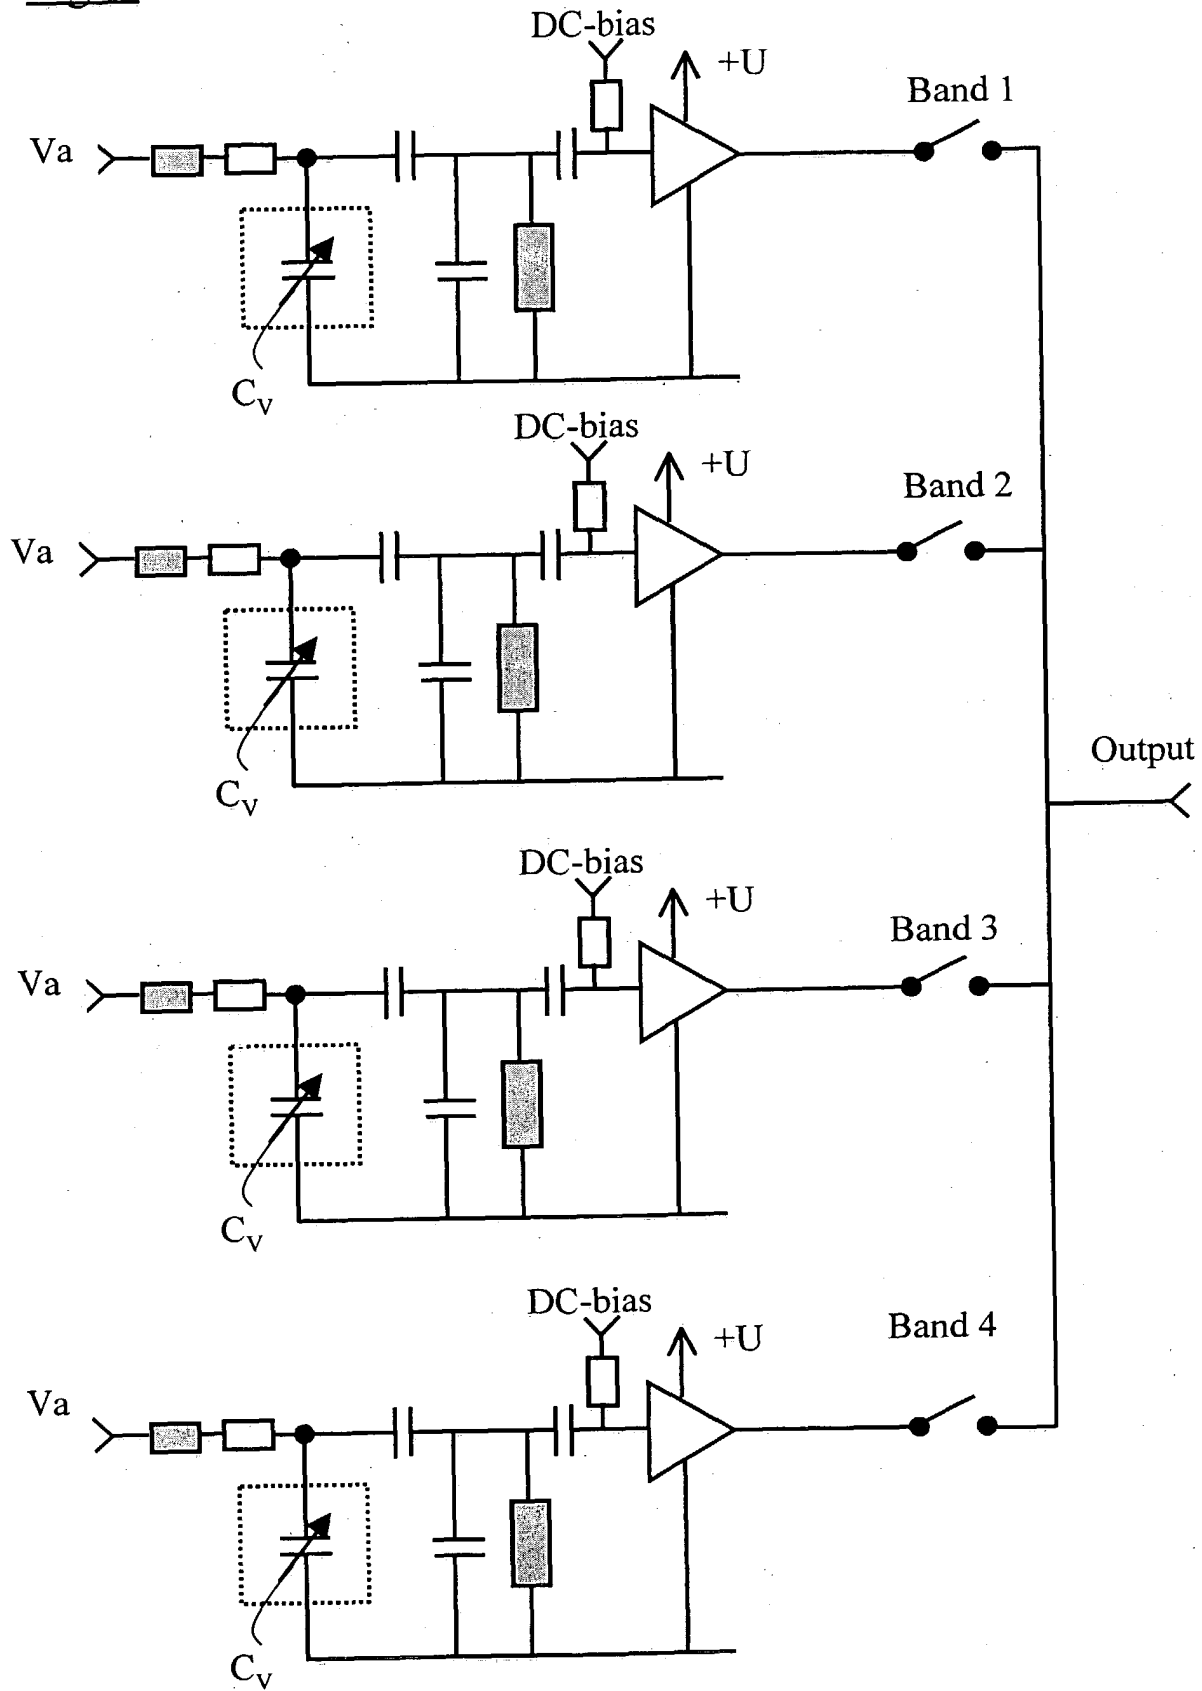 DC-bias
+U
Band 1
Va
Cv
DC-bias
+U
Band 2
Va
Cv
Output
DC-bias
+U
Band 3
Va
Cv
DC-bias
+U
Band 4
Va
Cv